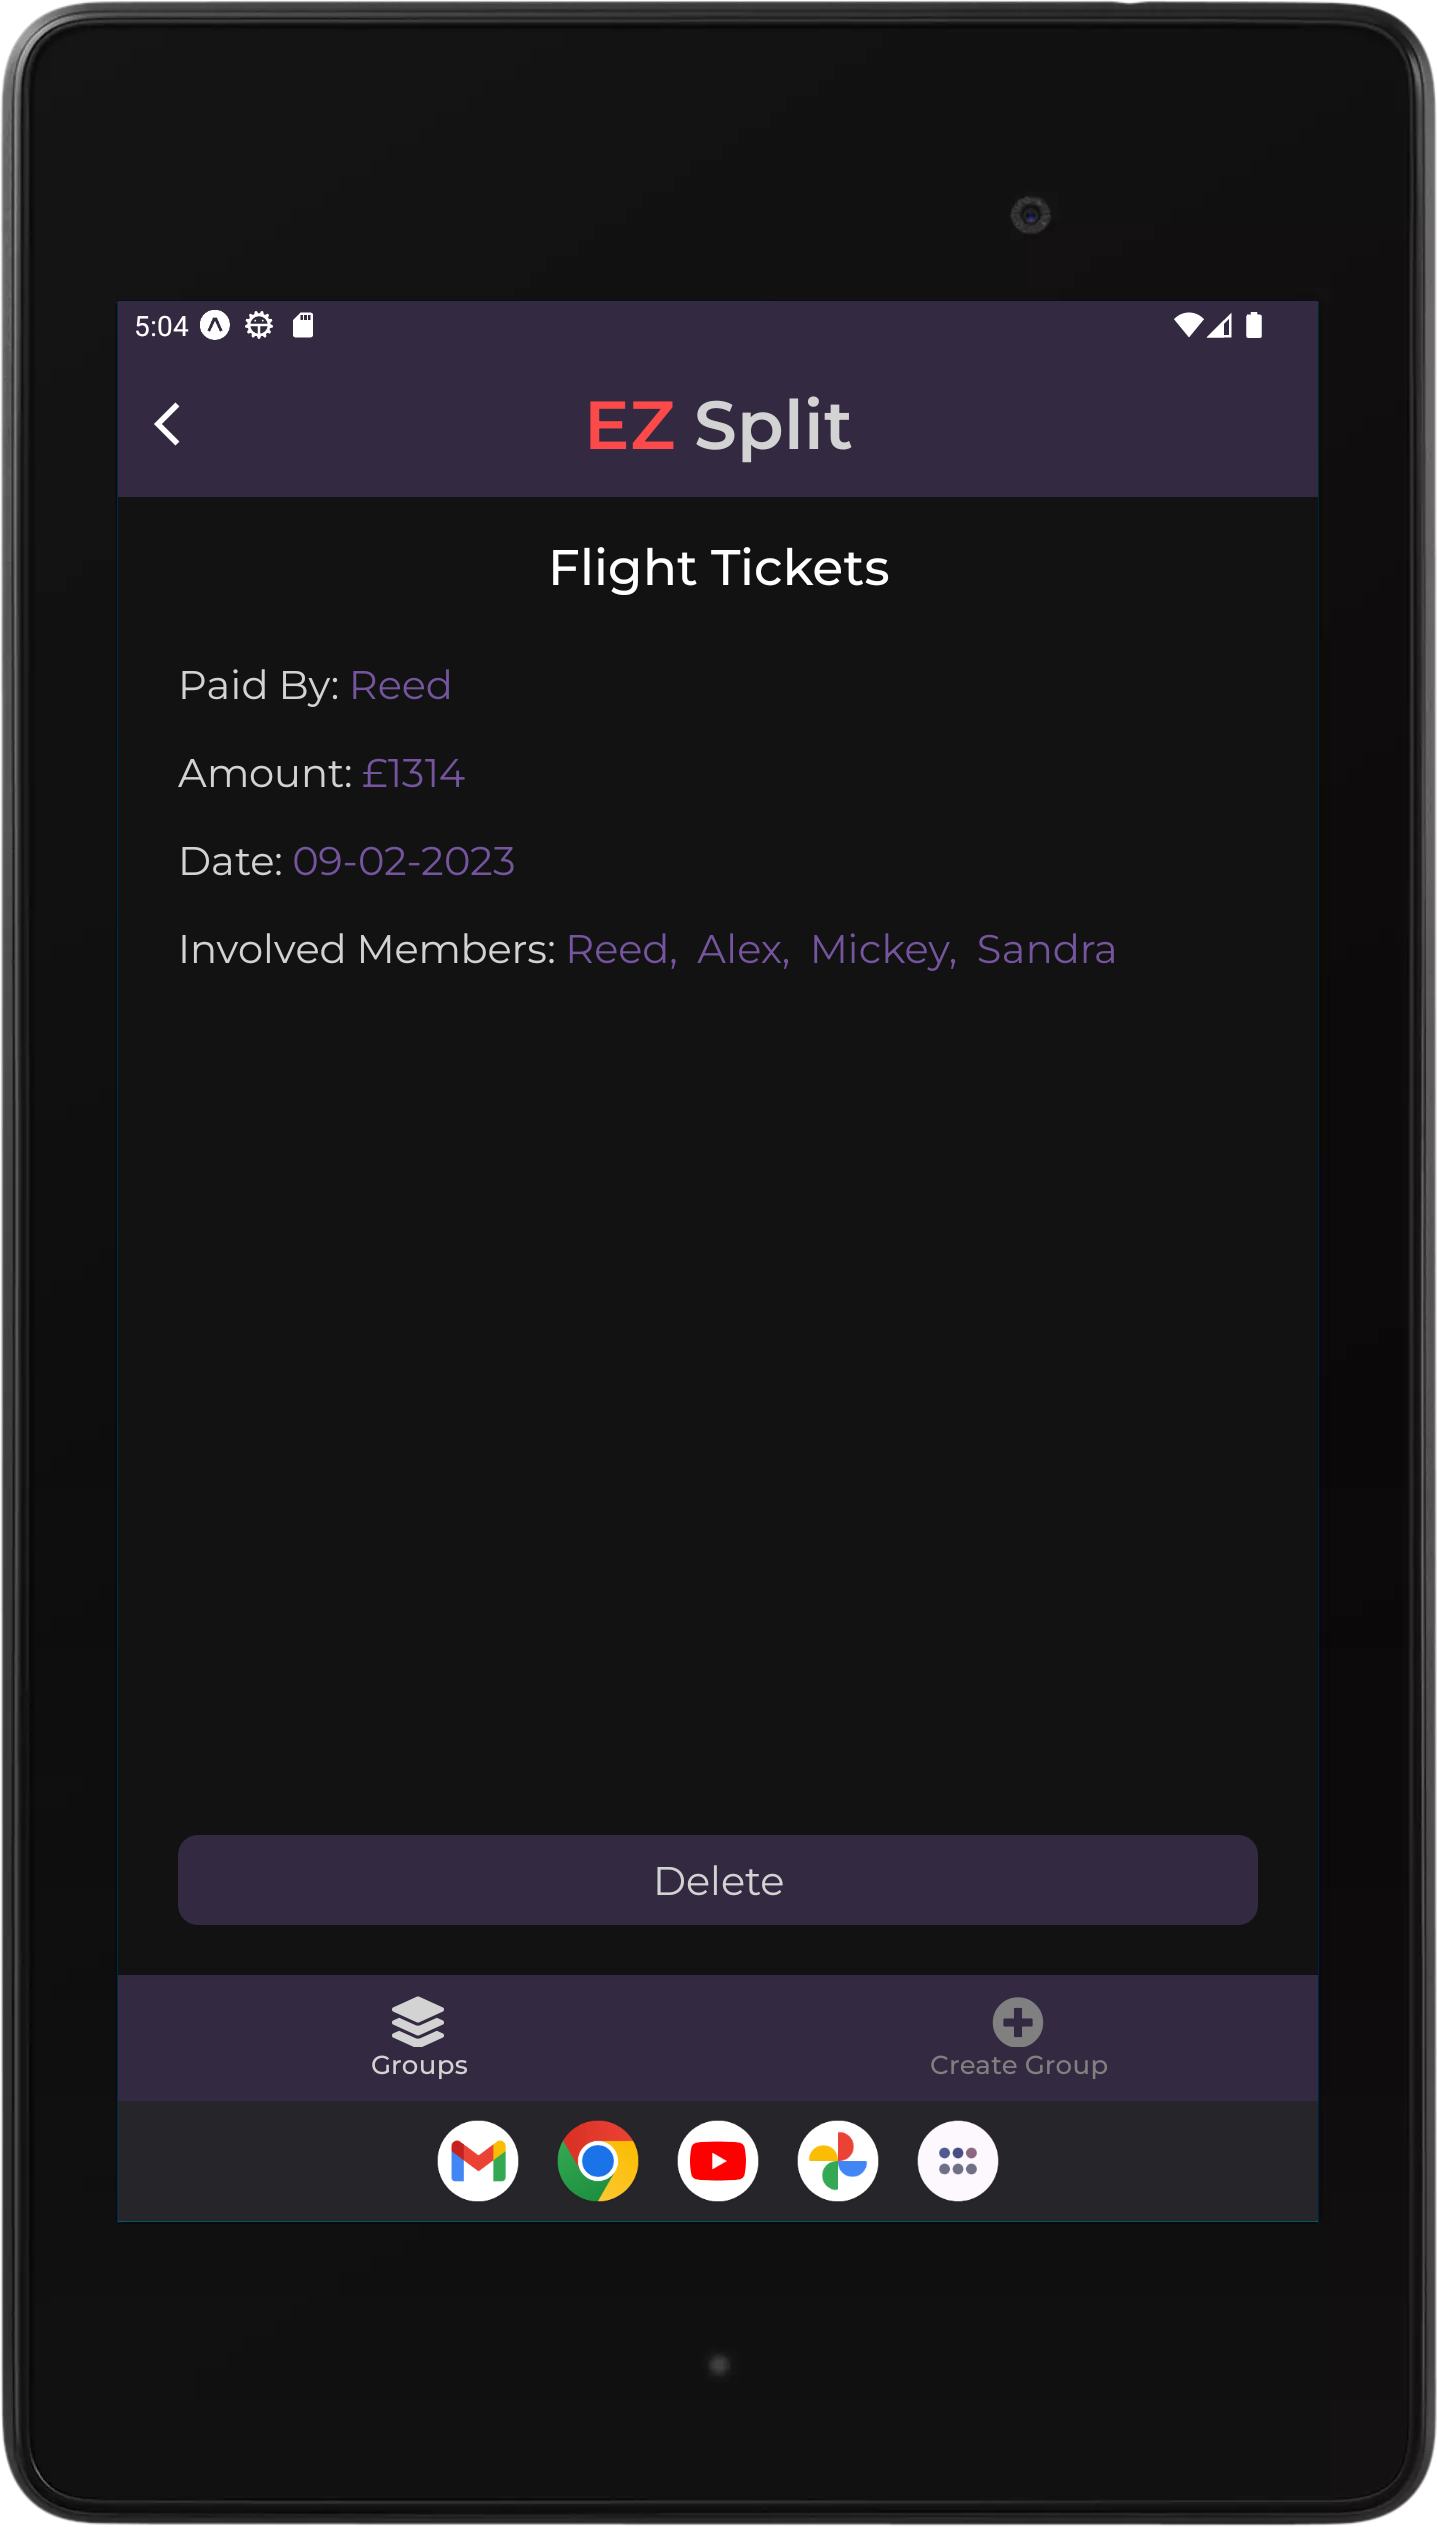 5:04
EZ Split
Flight Tickets
Paid By: Reed
Amount: £1314
Date: 09-02-2023
Involved Members: Reed, Alex, Mickey, Sandra
Delete
Groups
Create Group